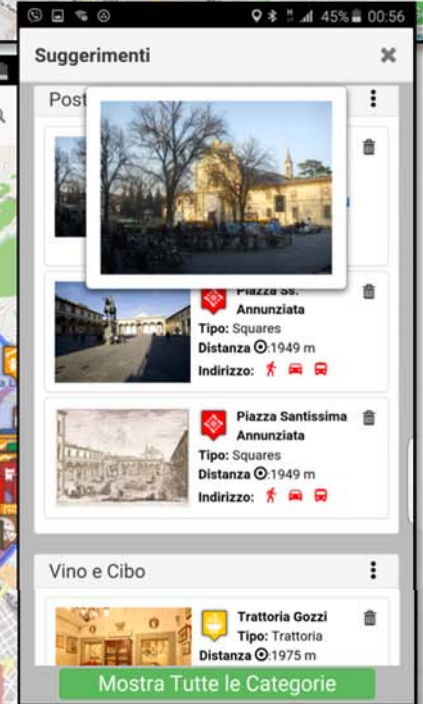 45% 00:56
Suggerimenti
Post
Piazza Ss.
Annunziata
Tipo: Squares
Distanza :1949 m
Indirizzo:
Piazza Santissima
Annunziata
Tipo: Squares
Distanza :1949 m
Indirizzo:
Vino e Cibo
Trattoria Gozzi
Tipo: Trattoria
Distanza :1975 m
Mostra Tutte le Categorie